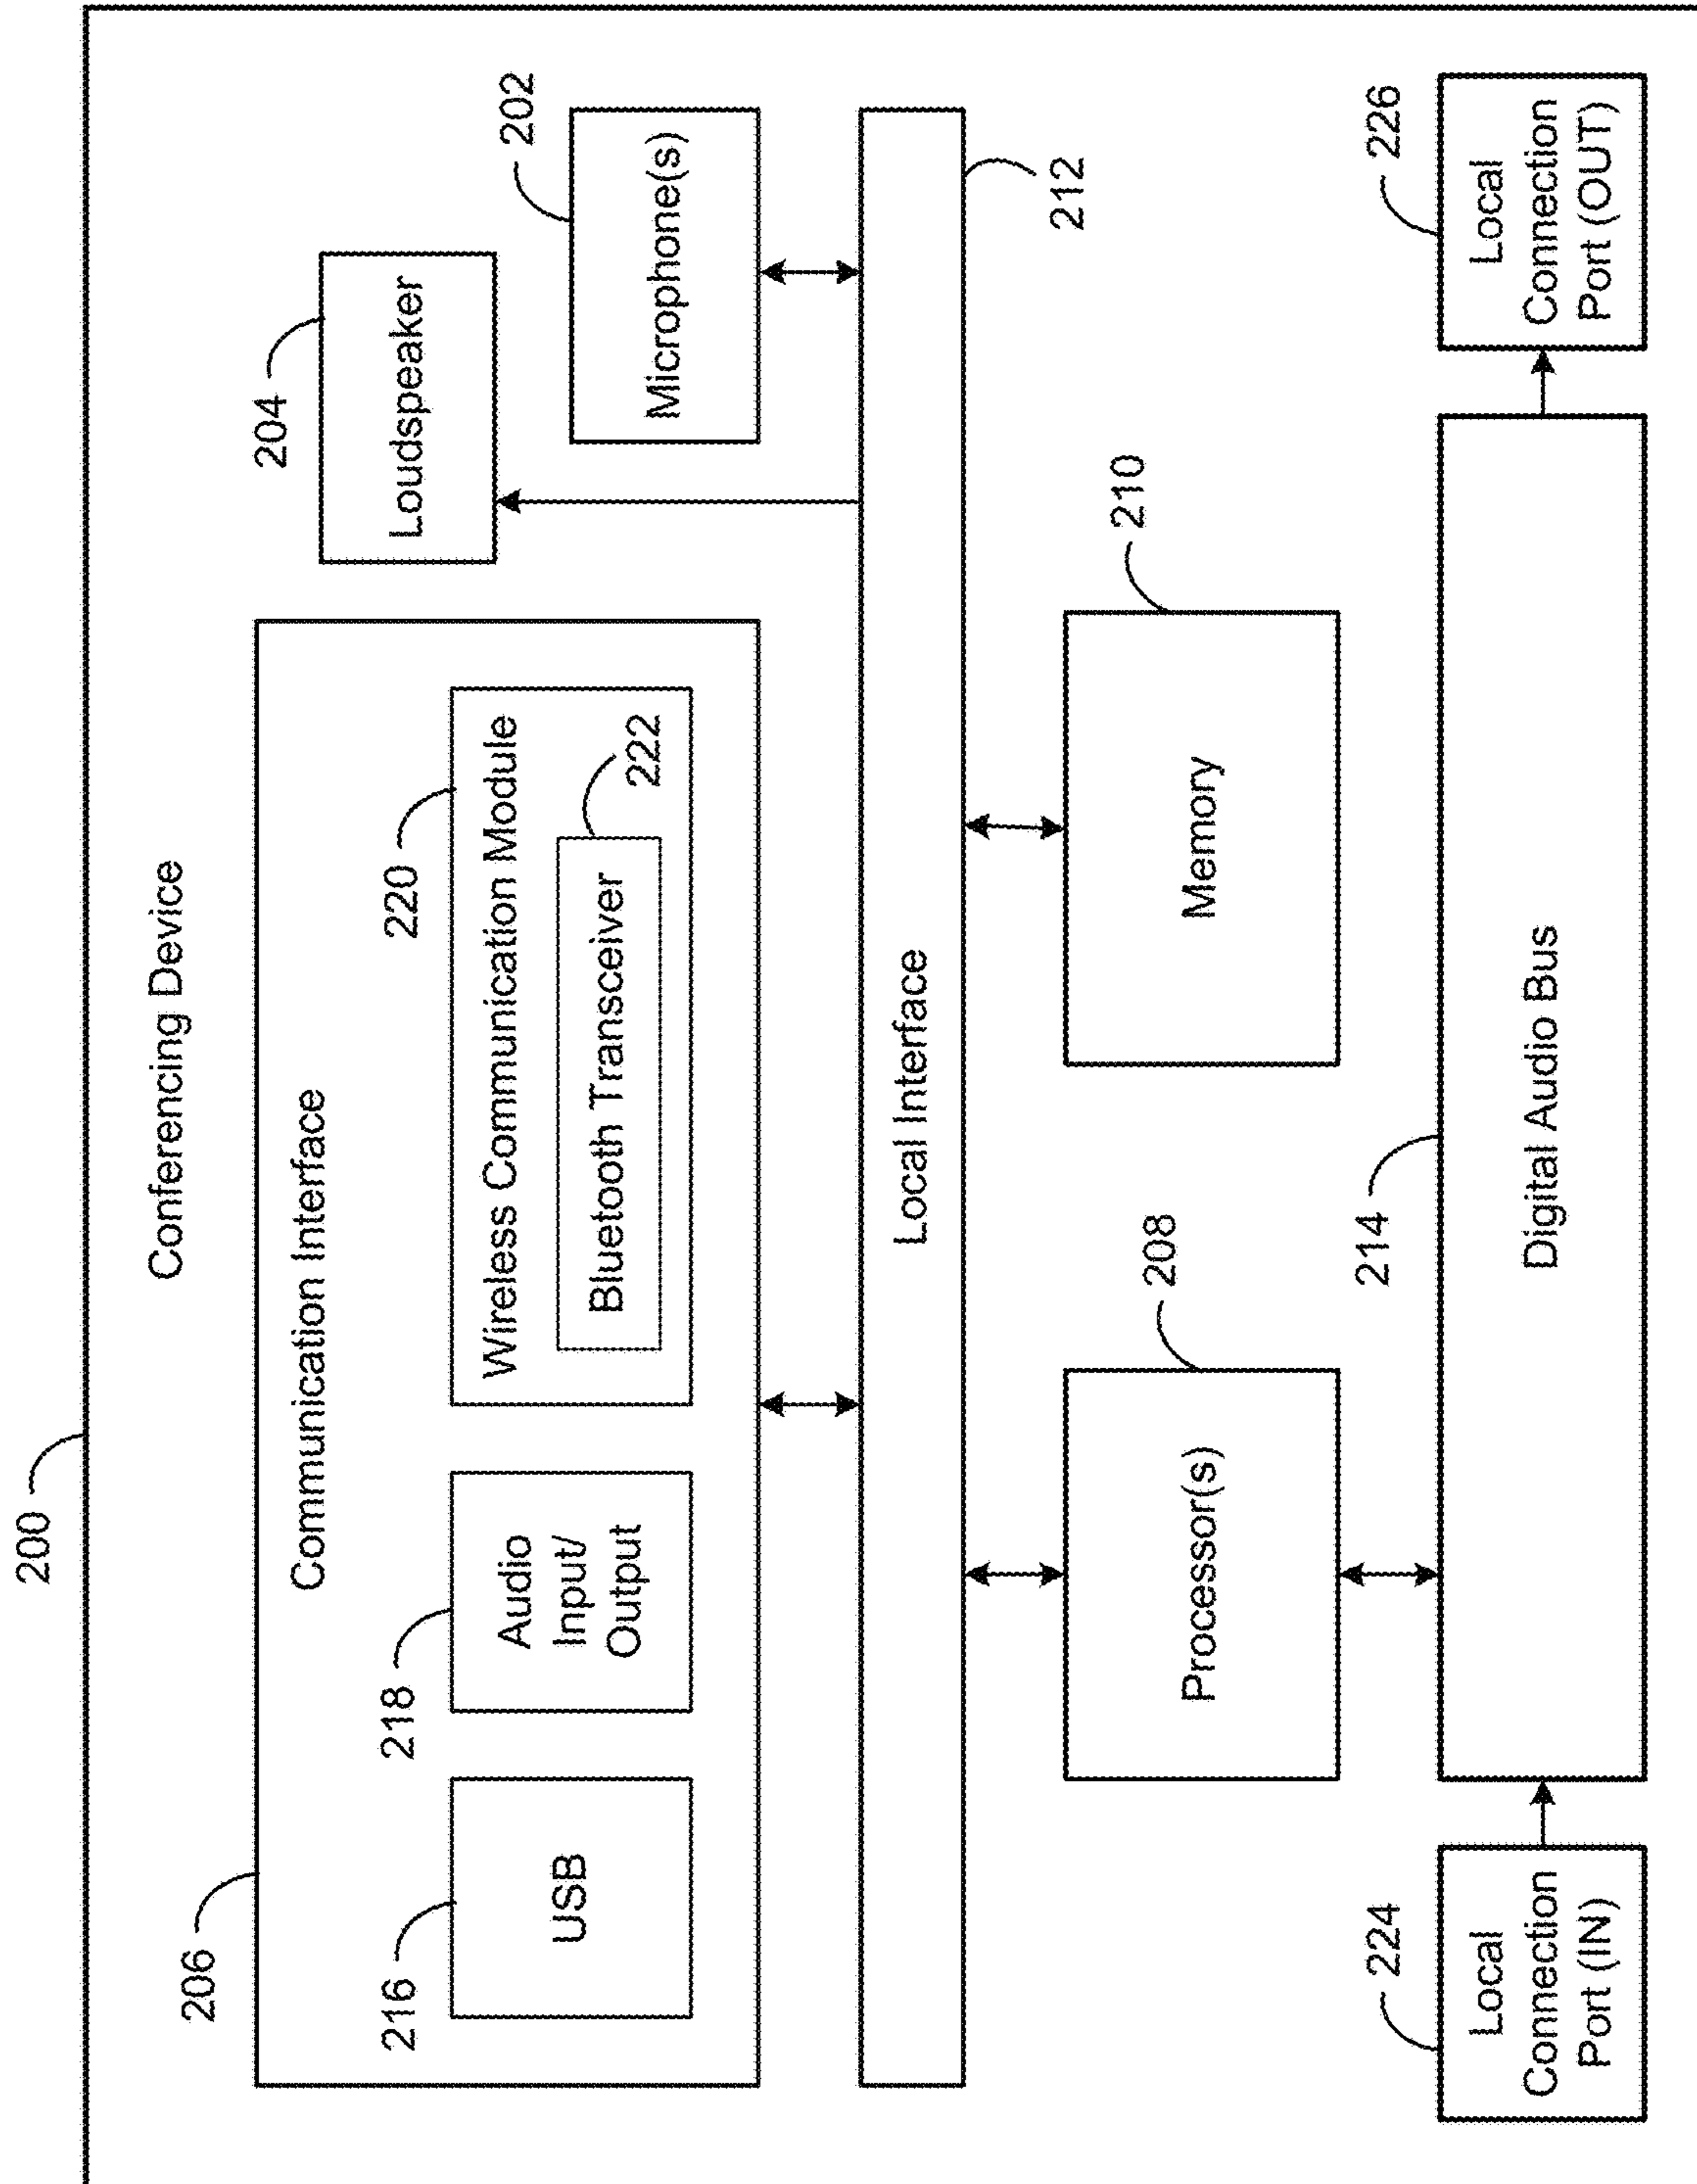 200
Conferencing Device
206
Communication Interface
204
Loudspeaker
216
USB
218
Audio
Input/
Output
220
Wireless Communication Module
Bluetooth Transceiver
222
202
Microphone(s)
Local Interface
212
208
Processor(s)
210
Memory
224
Local
Connection
Port (IN)
214
Digital Audio Bus
226
Local
Connection
Port (OUT)